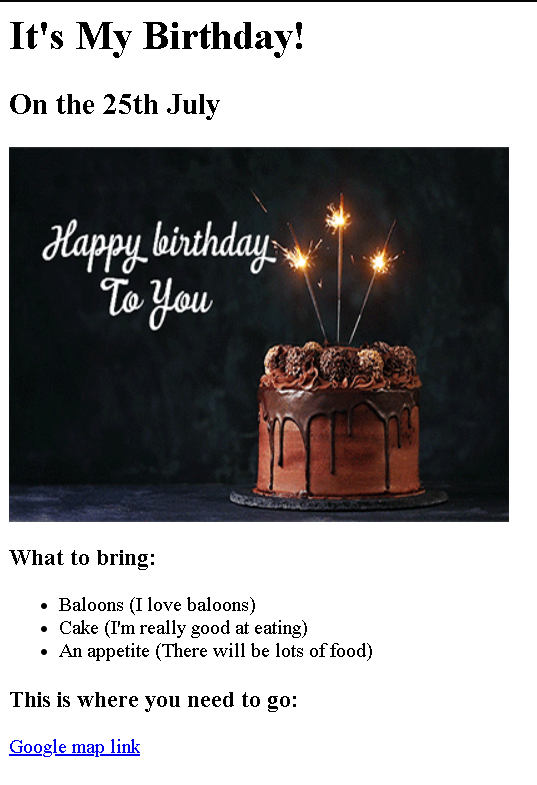 It's My Birthday!
On the 25th July
Happy birthday
To You
What to bring:
Baloons (I love baloons)
Cake (I'm really good at eating)
An appetite (There will be lots of food)
This is where you need to go:
Google map link